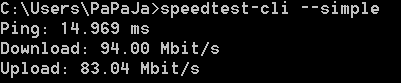 C:\Users\PaPaJa>speedtest-cli --simple
Ping: 14.969 ms
Download: 94.00 Mbit/s
Upload: 83.04 Mbit/s